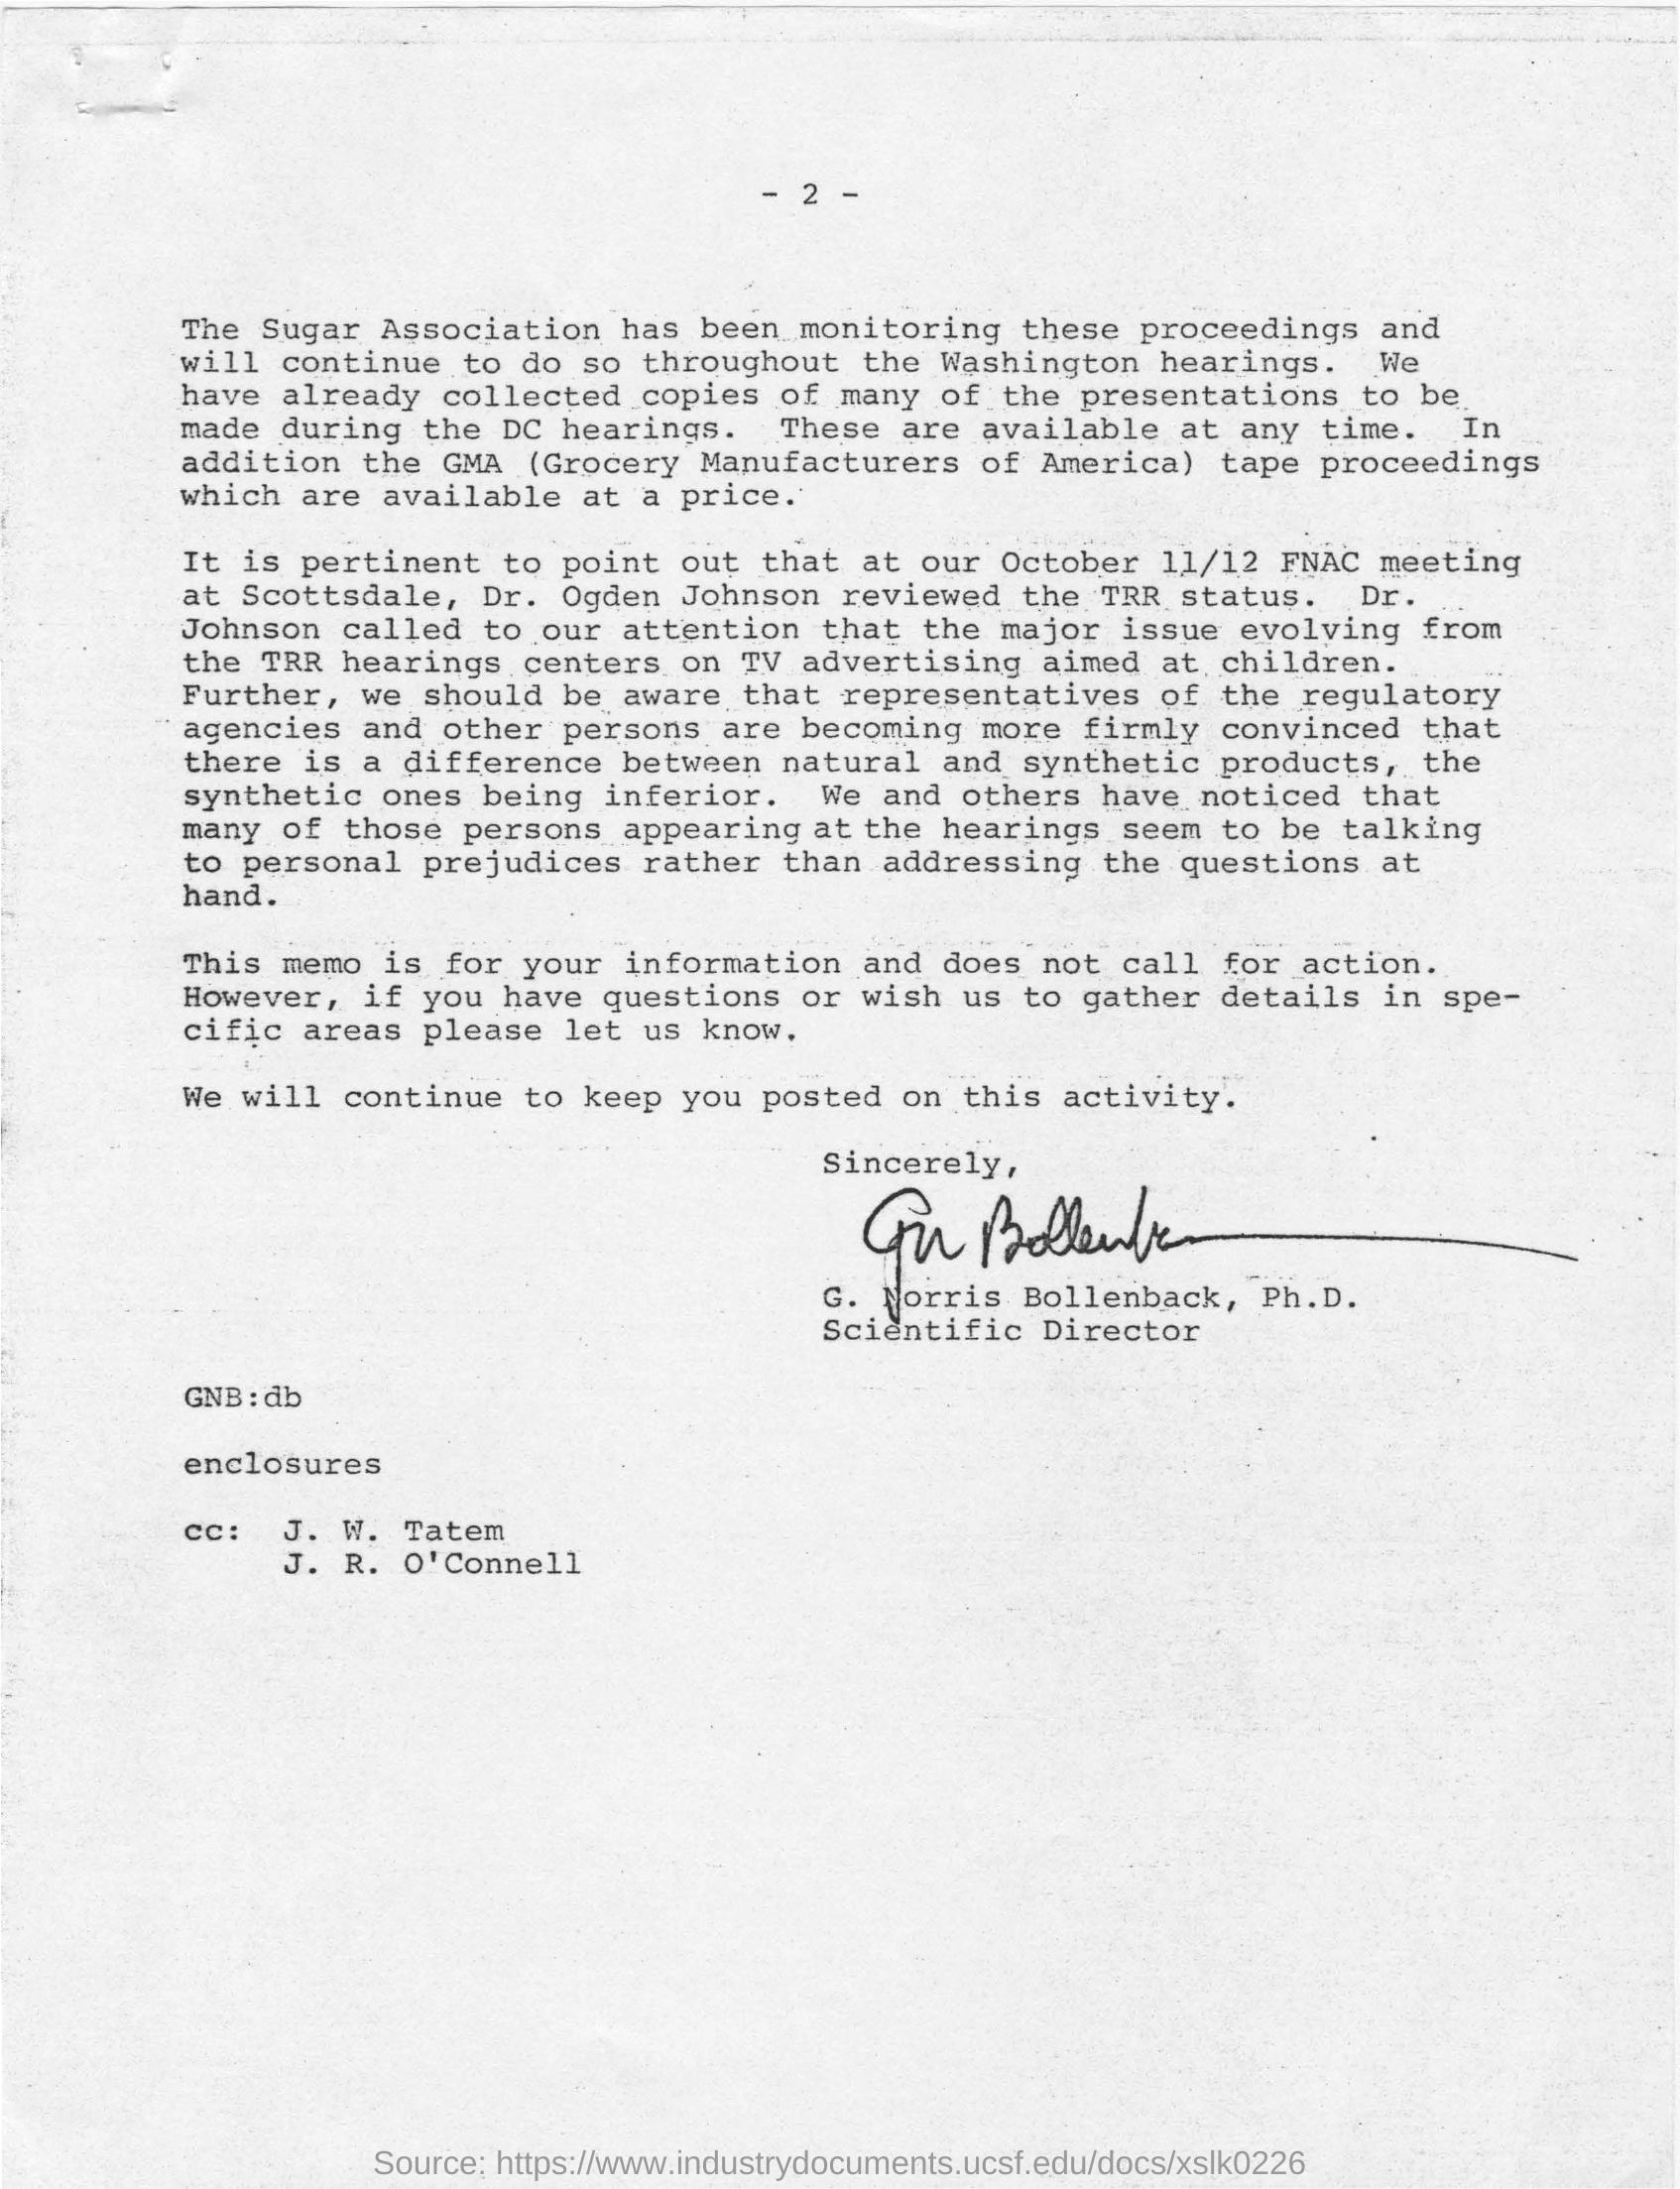 - 2 -
The Sugar Association has been monitoring these proceedings and
will continue to do so throughout the Washington hearings. We
have already collected copies of many of the presentations to be
made during the DC hearings. These are available at any time. In
addition the GMA (Grocery Manufacturers of America) tape proceedings
which are available at a price.
It is pertinent to point out that at our October 11/12 FNAC meeting
at Scottsdale, Dr. Ogden Johnson reviewed the TRR status. Dr.
Johnson called to our attention that the major issue evolving from
the TRR hearings centers on TV advertising aimed at children.
Further, we should be aware that representatives of the regulatory
agencies and other persons are becoming more firmly convinced that
there is a difference between natural and synthetic products, the
synthetic ones being inferior. We and others have noticed that
many of those persons appearing at the hearings seem to be talking
to personal prejudices rather than addressing the questions at
hand.
This memo is for your information and does not call for action.
However, if you have questions or wish us to gather details in spe-
cific areas please let us know.
We will continue to keep you posted on this activity.
Sincerely,
G. Norris Bollenback, Ph.D.
Scientific Director
GNB:db
enclosures
cc: J. W. Tatem
J. R. O'Connell
Source: https://www.industrydocuments.ucsf.edu/docs/xslk0226